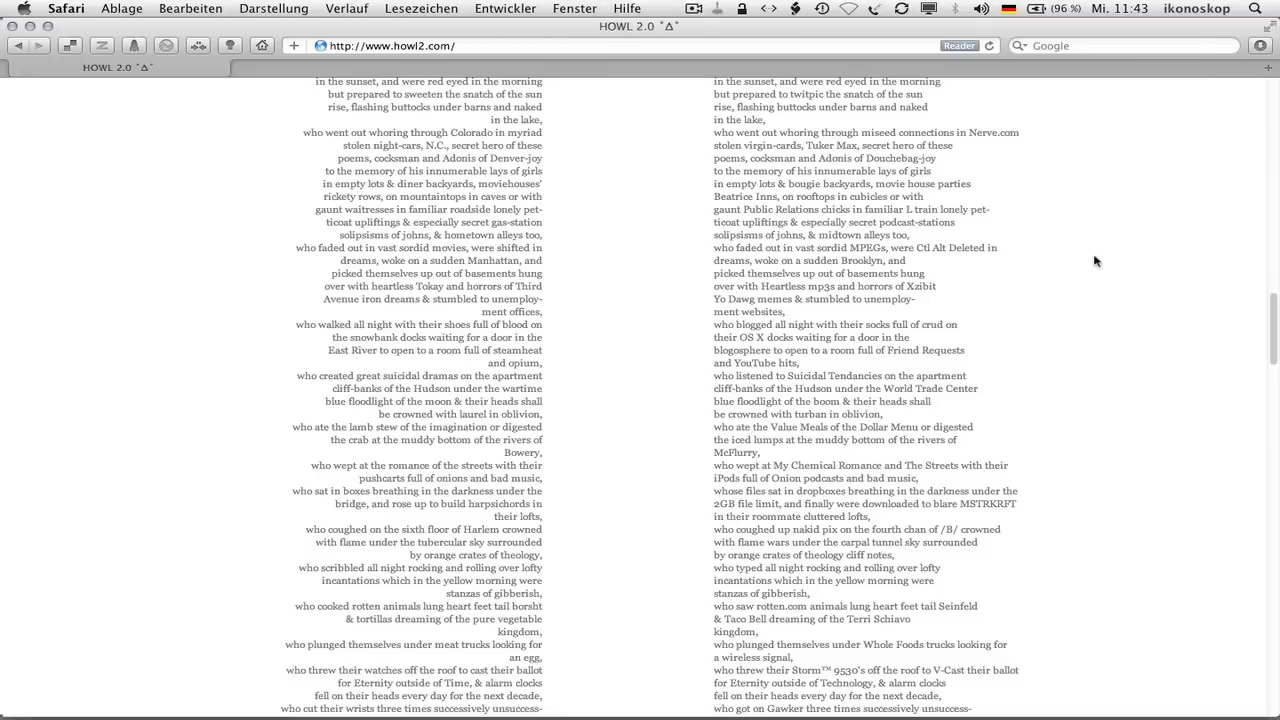 Safari Ablage Bearbeiten Darstellung Verlauf Lesezeichen Entwickler Fenster Hilfe (96 %) Mi. 11:43 ikonoskop
HOWL 2.0 ˚∆˚
http://www.howl2.com/ Reader Google
HOWL 2.0 ˚∆˚
in the sunset, and were red eyed in the morning
but prepared to sweeten the snatch of the sun
rise, flashing buttocks under barns and naked
in the lake,
who went out whoring through Colorado in myriad
stolen night-cars, N.C., secret hero of these
poems, cocksman and Adonis of Denver-joy
to the memory of his innumerable lays of girls
in empty lots & diner backyards, moviehouses'
rickety rows, on mountaintops in caves or with
gaunt waitresses in familiar roadside lonely pet-
ticoat upliftings & especially secret gas-station
solipsisms of johns, & hometown alleys too,
who faded out in vast sordid movies, were shifted in
dreams, woke on a sudden Manhattan, and
picked themselves up out of basements hung
over with heartless Tokay and horrors of Third
Avenue iron dreams & stumbled to unemploy-
ment offices,
who walked all night with their shoes full of blood on
the snowbank docks waiting for a door in the
East River to open to a room full of steamheat
and opium,
who created great suicidal dramas on the apartment
cliff-banks of the Hudson under the wartime
blue floodlight of the moon & their heads shall
be crowned with laurel in oblivion,
who ate the lamb stew of the imagination or digested
the crab at the muddy bottom of the rivers of
Bowery,
who wept at the romance of the streets with their
pushcarts full of onions and bad music,
who sat in boxes breathing in the darkness under the
bridge, and rose up to build harpsichords in
their lofts,
who coughed on the sixth floor of Harlem crowned
with flame under the tubercular sky surrounded
by orange crates of theology,
who scribbled all night rocking and rolling over lofty
incantations which in the yellow morning were
stanzas of gibberish,
who cooked rotten animals lung heart feet tail borsht
& tortillas dreaming of the pure vegetable
kingdom,
who plunged themselves under meat trucks looking for
an egg,
who threw their watches off the roof to cast their ballot
for Eternity outside of Time, & alarm clocks
fell on their heads every day for the next decade,
who cut their wrists three times successively unsuccess-
in the sunset, and were red eyed in the morning
but prepared to twitpic the snatch of the sun
rise, flashing buttocks under barns and naked
in the lake,
who went out whoring through miseed connections in Nerve.com
stolen virgin-cards, Tuker Max, secret hero of these
poems, cocksman and Adonis of Douchebag-joy
to the memory of his innumerable lays of girls
in empty lots & bougie backyards, movie house parties
Beatrice Inns, on rooftops in cubicles or with
gaunt Public Relations chicks in familiar L train lonely pet-
ticoat upliftings & especially secret podcast-stations
solipsisms of johns, & midtown alleys too,
who faded out in vast sordid MPEGs, were Ctl Alt Deleted in
dreams, woke on a sudden Brooklyn, and
picked themselves up out of basements hung
over with Heartless mp3s and horrors of Xzibit
Yo Dawg memes & stumbled to unemploy-
ment websites,
who blogged all night with their socks full of crud on
their OS X docks waiting for a door in the
blogosphere to open to a room full of Friend Requests
and YouTube hits,
who listened to Suicidal Tendancies on the apartment
cliff-banks of the Hudson under the World Trade Center
blue floodlight of the boom & their heads shall
be crowned with turban in oblivion,
who ate the Value Meals of the Dollar Menu or digested
the iced lumps at the muddy bottom of the rivers of
McFlurry,
who wept at My Chemical Romance and The Streets with their
iPods full of Onion podcasts and bad music,
whose files sat in dropboxes breathing in the darkness under the
2GB file limit, and finally were downloaded to blare MSTRKRFT
in their roommate cluttered lofts,
who coughed up nakid pix on the fourth chan of /B/ crowned
with flame wars under the carpal tunnel sky surrounded
by orange crates of theology cliff notes,
who typed all night rocking and rolling over lofty
incantations which in the yellow morning were
stanzas of gibberish,
who saw rotten.com animals lung heart feet tail Seinfeld
& Taco Bell dreaming of the Terri Schiavo
kingdom,
who plunged themselves under Whole Foods trucks looking for
a wireless signal,
who threw their Storm™ 9530's off the roof to V-Cast their ballot
for Eternity outside of Technology, & alarm clocks
fell on their heads every day for the next decade,
who got on Gawker three times successively unsuccess-